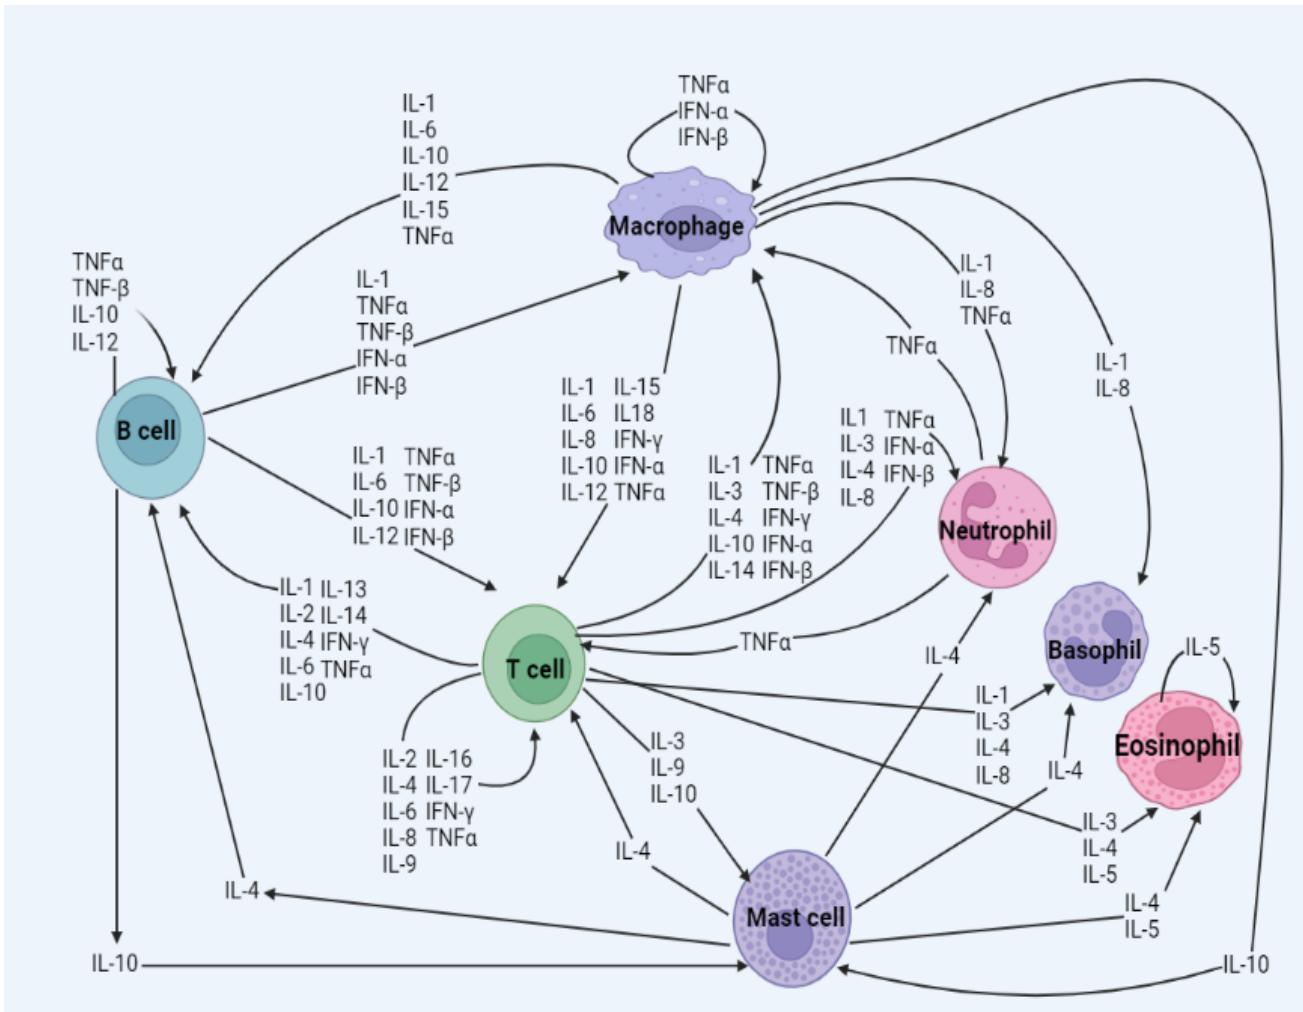 TNFα
IFN-α
IFN-β
IL-1
IL-6
IL-10
IL-12
IL-15
TNFα
Macrophage
TNFα
TNF-β
IL-10
IL-12
IL-1
TNFα
TNF-β
IFN-α
IFN-β
IL-1
IL-8
TNFα
TNFα
IL-1
IL-8
B cell
IL-1 IL-15
IL-6 IL18
IL-8 IFN-γ
IL-10 IFN-α
IL-12 TNFα
IL1 TNFα
IL-3 IFN-α
IL-4 IFN-β
IL-8
IL-1 TNFα
IL-6 TNF-β
IL-10 IFN-α
IL-12 IFN-β
IL-1 TNFα
IL-3 TNF-β
IL-4 IFN-γ
IL-10 IFN-α
IL-14 IFN-β
Neutrophil
IL-1 IL-13
IL-2 IL-14
IL-4 IFN-γ
IL-6 TNFα
IL-10
T cell
TNFα
IL-4
Basophil
IL-5
IL-1
IL-3
IL-4
IL-8
Eosinophil
IL-2 IL-16
IL-4 IL-17
IL-6 IFN-γ
IL-8 TNFα
IL-9
IL-3
IL-9
IL-10
IL-4
IL-3
IL-4
IL-5
IL-4
IL-4
Mast cell
IL-4
IL-5
IL-10
IL-10